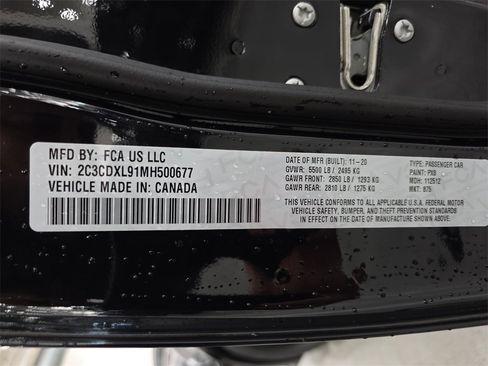 MFD BY: FCA US LLC
VIN: 2C3CDXL91MH500677
VEHICLE MADE IN: CANADA
DATE OF MFR (BUILT): 11-20
GVWR: 5500 LB / 2495 KG
GAWR FRONT: 2850 LB / 1293 KG
GAWR REAR: 2810 LB / 1275 KG
TYPE: PASSENGER CAR
PAINT: PX8
MDH: 112512
MKT: 875
THIS VEHICLE CONFORMS TO ALL APPLICABLE U.S.A. FEDERAL MOTOR
VEHICLE SAFETY, BUMPER, AND THEFT PREVENTION STANDARDS
IN EFFECT ON THE DATE OF MANUFACTURE SHOWN ABOVE.